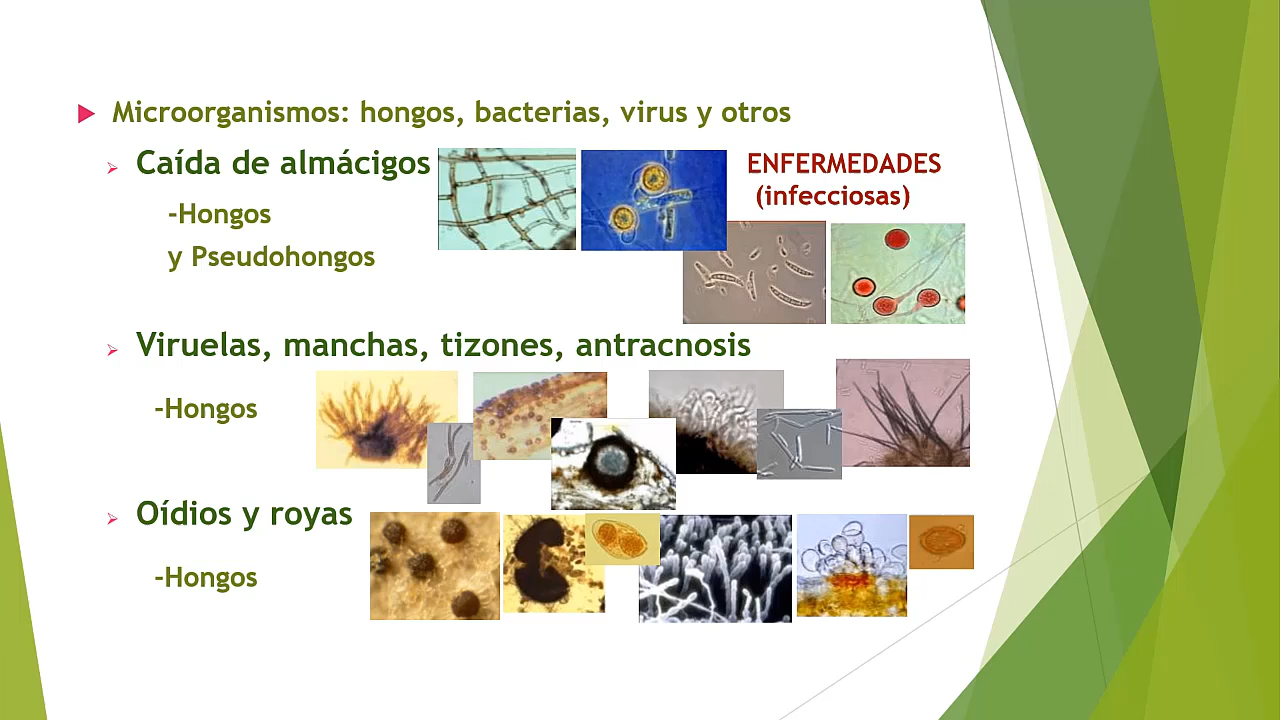 Microorganismos: hongos, bacterias, virus y otros
Caída de almácigos
ENFERMEDADES
(infecciosas)
-Hongos
y Pseudohongos
Viruelas, manchas, tizones, antracnosis
-Hongos
Oídios y royas
-Hongos